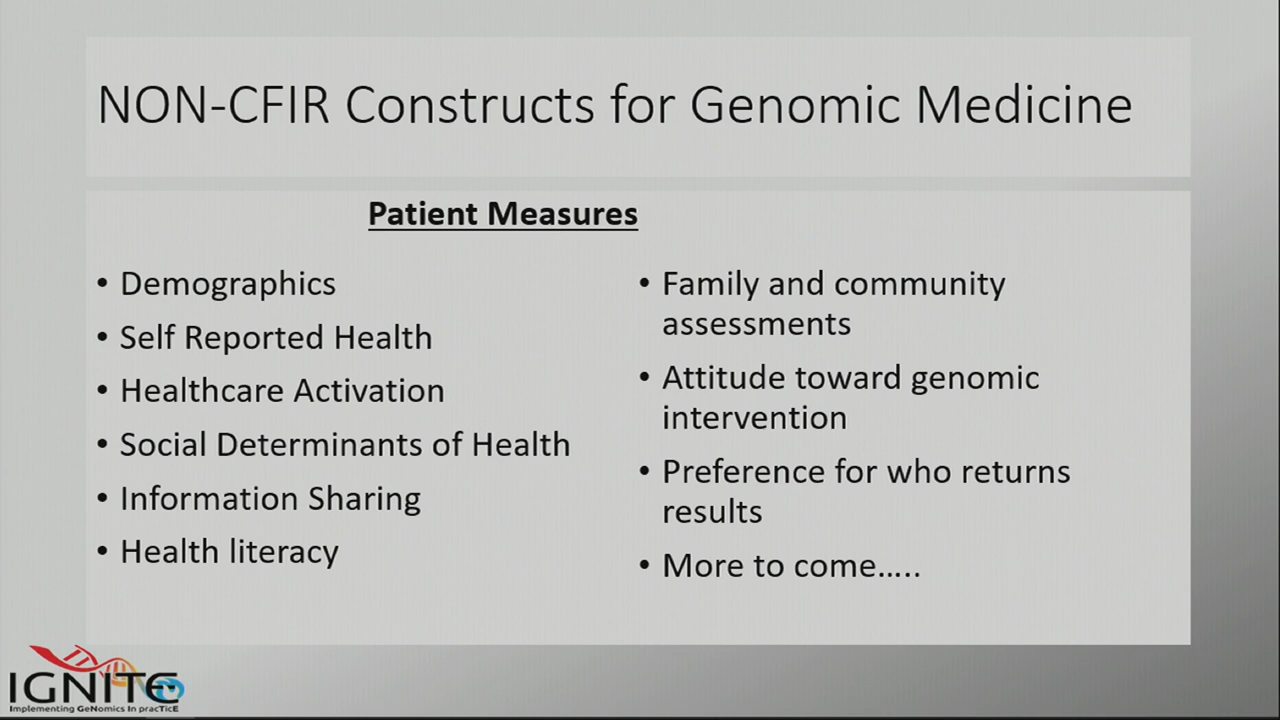 NON-CFIR Constructs for Genomic Medicine
Patient Measures
• Demographics
• Self Reported Health
• Healthcare Activation
• Social Determinants of Health
• Information Sharing
• Health literacy
• Family and community
assessments
• Attitude toward genomic
intervention
• Preference for who returns
results
• More to come…..
IGNITE
Implementing GeNomics In pracTicE